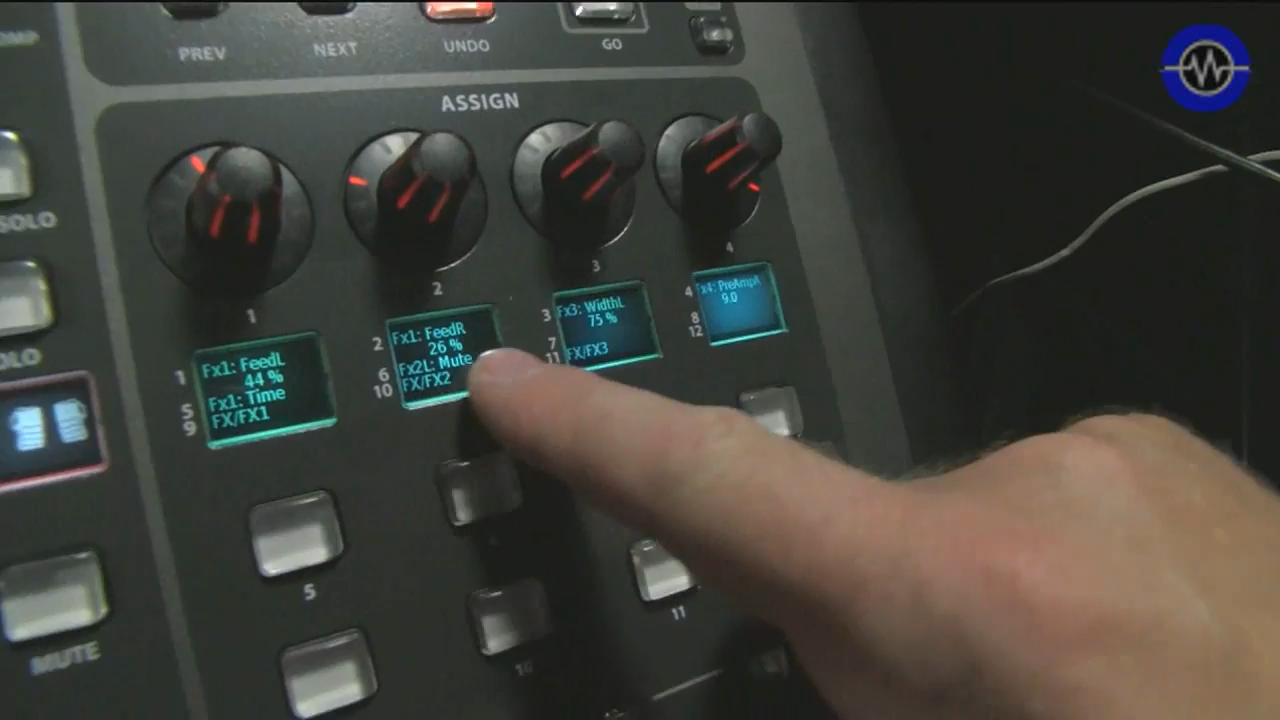 PREV
NEXT
UNDO
GO
ASSIGN
SOLO
OLO
MUTE
1
2
3
4
1
5
9
Fx1: FeedL
44 %
Fx1: Time
FX/FX1
2
6
10
Fx1: FeedR
26 %
Fx2L: Mute
FX/FX2
3
7
11
Fx3: WidthL
75 %
FX/FX3
4
8
12
Fx4: PreAmpA
9.0
5
10
11